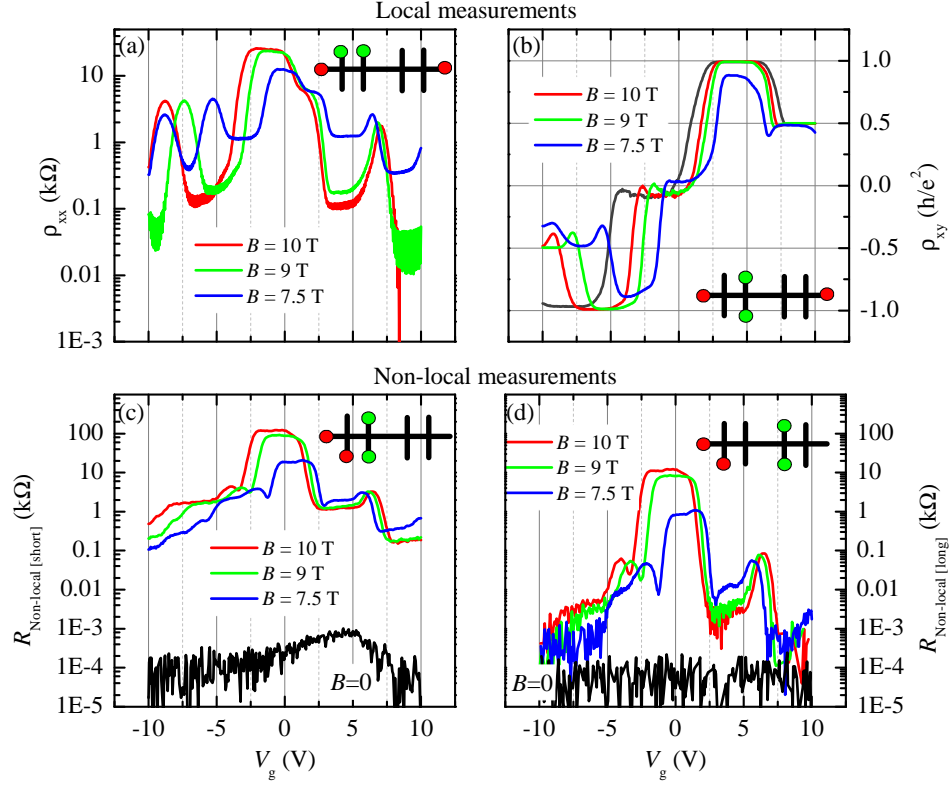 Local measurements
(a)
10
1
0.1
0.01
1E-3
ρxx (kΩ)
B = 10 T
B = 9 T
B = 7.5 T
(b)
B = 10 T
B = 9 T
B = 7.5 T
1.0
0.5
0.0
-0.5
-1.0
ρxy (h/e²)
Non-local measurements
(c)
100
10
1
0.1
0.01
1E-3
1E-4
1E-5
R Non-local [short] (kΩ)
B = 10 T
B = 9 T
B = 7.5 T
B=0
-10 -5 0 5 10
Vg (V)
(d)
B = 10 T
B = 9 T
B = 7.5 T
B=0
100
10
1
0.1
0.01
1E-3
1E-4
1E-5
R Non-local [long] (kΩ)
-10 -5 0 5 10
Vg (V)